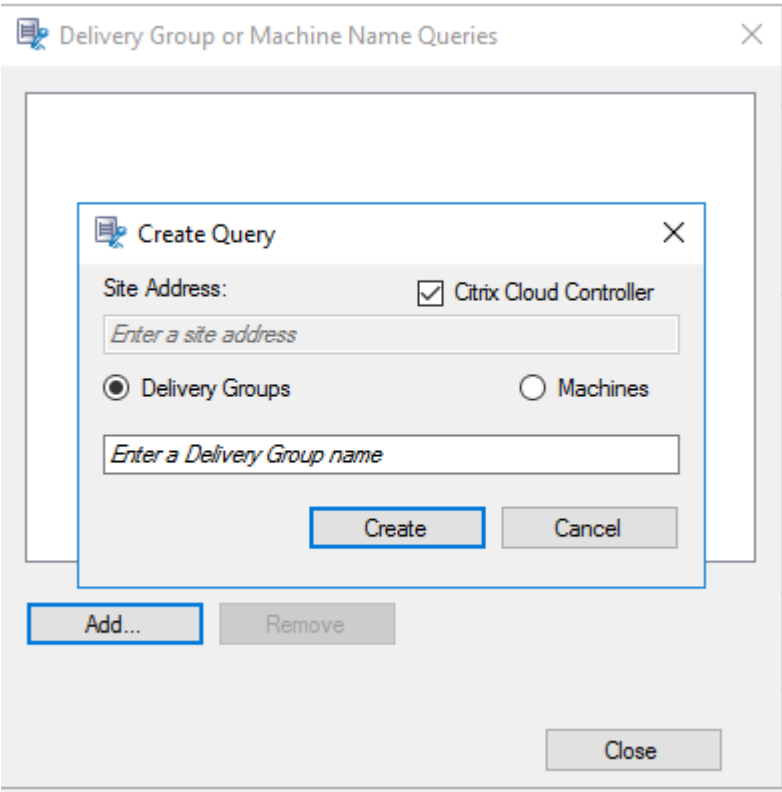 Delivery Group or Machine Name Queries
Create Query
Site Address: Citrix Cloud Controller
Enter a site address
Delivery Groups Machines
Enter a Delivery Group name
Create Cancel
Add... Remove
Close